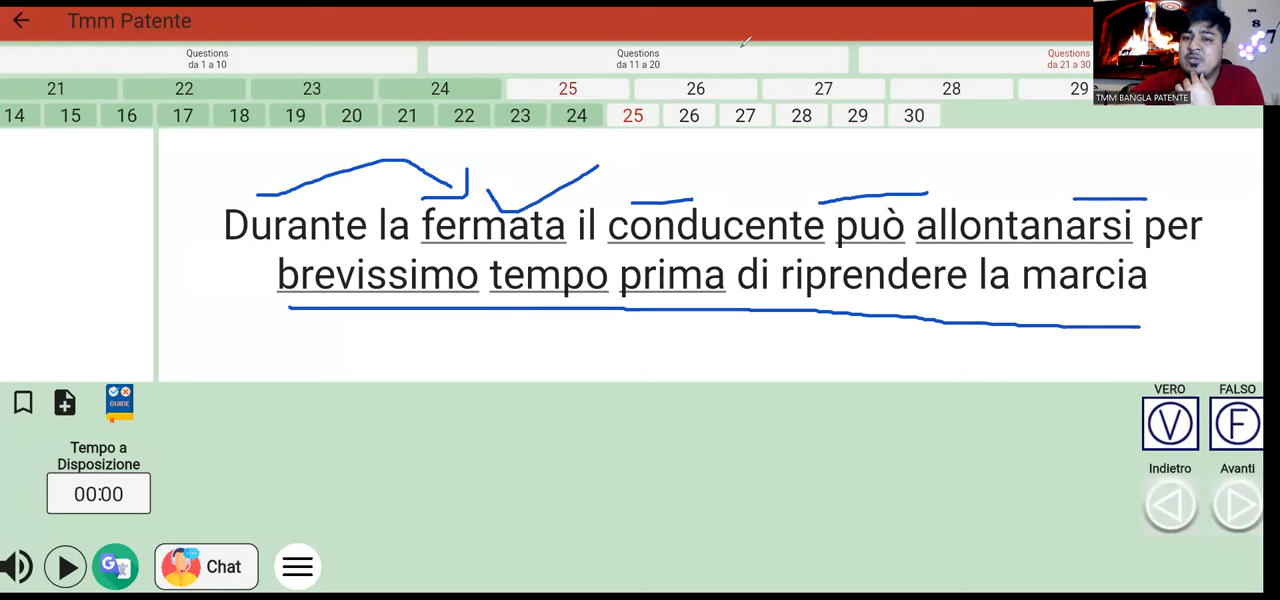 Tmm Patente
Questions
da 1 a 10
Questions
da 11 a 20
Questions
da 21 a 30
8
7
TMM BANGLA PATENTE
21 22 23 24 25 26 27 28 29
14 15 16 17 18 19 20 21 22 23 24 25 26 27 28 29 30
Durante la fermata il conducente può allontanarsi per
brevissimo tempo prima di riprendere la marcia
GUIDE
VERO FALSO
V F
Tempo a
Disposizione
00:00
Indietro Avanti
G
Chat